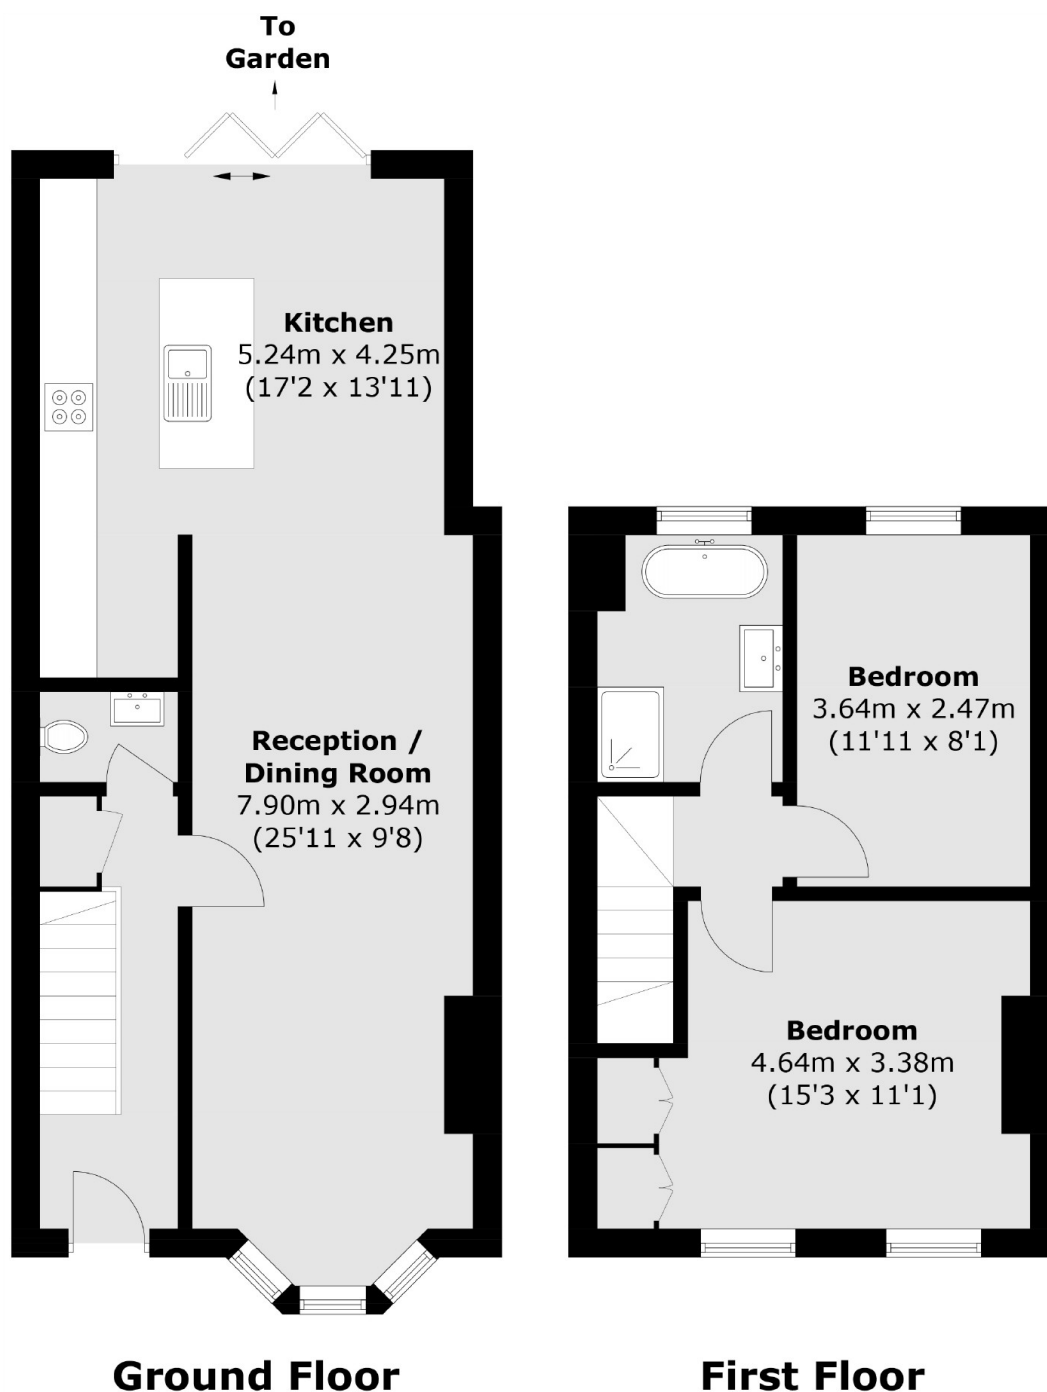 To
Garden
Kitchen
5.24m x 4.25m
(17'2 x 13'11)
Reception /
Dining Room
7.90m x 2.94m
(25'11 x 9'8)
Bedroom
3.64m x 2.47m
(11'11 x 8'1)
Bedroom
4.64m x 3.38m
(15'3 x 11'1)
Ground Floor
First Floor